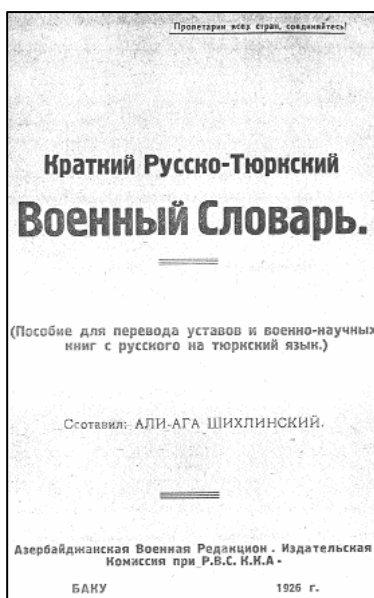 Пролетарии всех стран, соединяйтесь!
Краткий Русско-Тюркский
Военный Словарь.
(Пособие для перевода уставов и военно-научных
книг с русского на тюркский язык.)
Составил: АЛИ-АГА ШИХЛИНСКИЙ.
Азербайджанская Военная Редакцион. Издательская
Комиссия при Р.В.С. К.К.А -
БАКУ 1926 г.